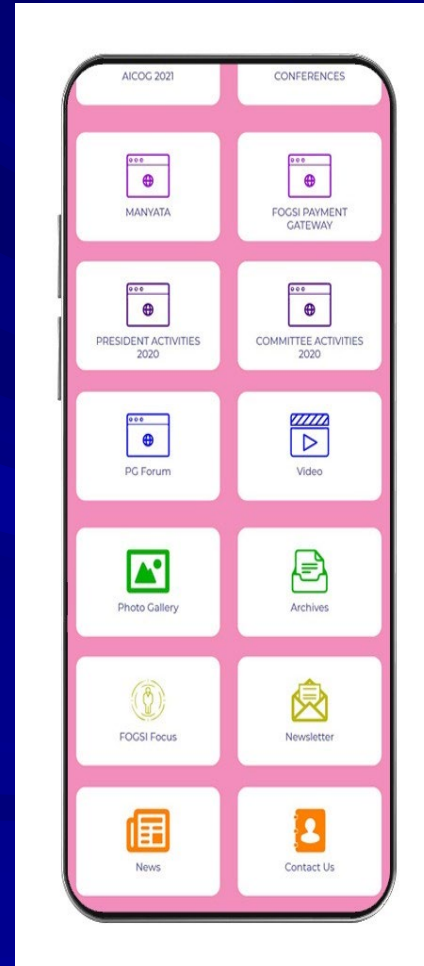 AICOG 2021
CONFERENCES
MANYATA
FOGSI PAYMENT
GATEWAY
PRESIDENT ACTIVITIES
2020
COMMITTEE ACTIVITIES
2020
PG Forum
Video
Photo Gallery
Archives
FOGSI Focus
Newsletter
News
Contact Us